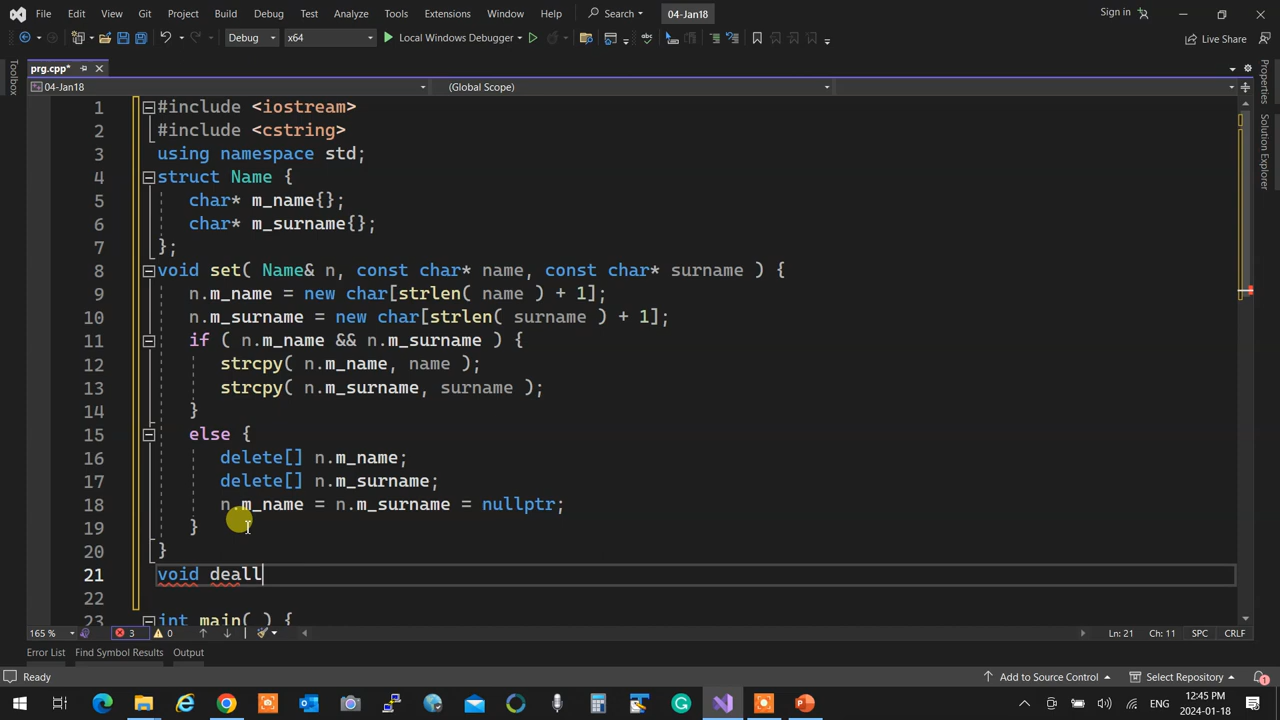 File Edit View Git Project Build Debug Test Analyze Tools Extensions Window Help Search 04-Jan18 Sign in
Debug x64 Local Windows Debugger Live Share
prg.cpp*
04-Jan18 (Global Scope)
Toolbox
Properties
Solution Explorer
1 #include <iostream>
2 #include <cstring>
3 using namespace std;
4 struct Name {
5 char* m_name{};
6 char* m_surname{};
7 };
8 void set( Name& n, const char* name, const char* surname ) {
9 n.m_name = new char[strlen( name ) + 1];
10 n.m_surname = new char[strlen( surname ) + 1];
11 if ( n.m_name && n.m_surname ) {
12 strcpy( n.m_name, name );
13 strcpy( n.m_surname, surname );
14 }
15 else {
16 delete[] n.m_name;
17 delete[] n.m_surname;
18 n.m_name = n.m_surname = nullptr;
19 }
20 }
21 void deall
22
23 int main( ) {
165 % 3 0 Ln: 21 Ch: 11 SPC CRLF
Error List Find Symbol Results Output
Ready Add to Source Control Select Repository 1
ENG 12:45 PM
2024-01-18 3